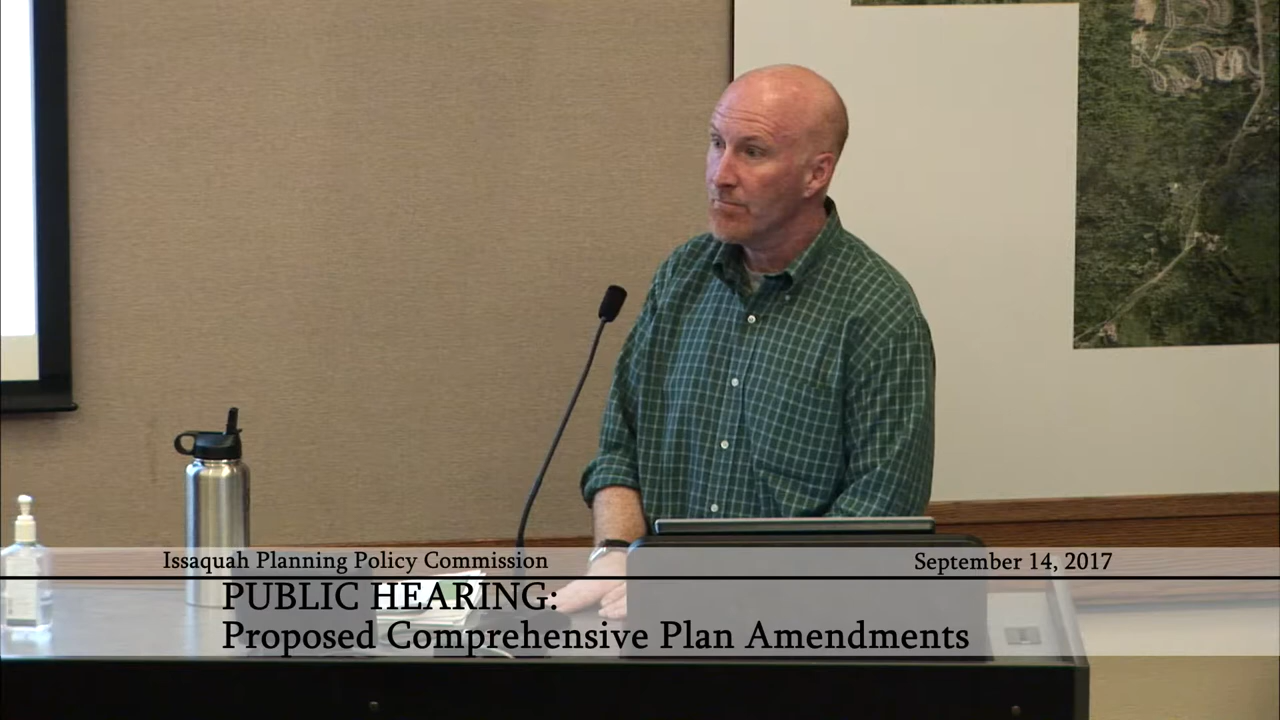 Issaquah Planning Policy Commission
September 14, 2017
PUBLIC HEARING:
Proposed Comprehensive Plan Amendments